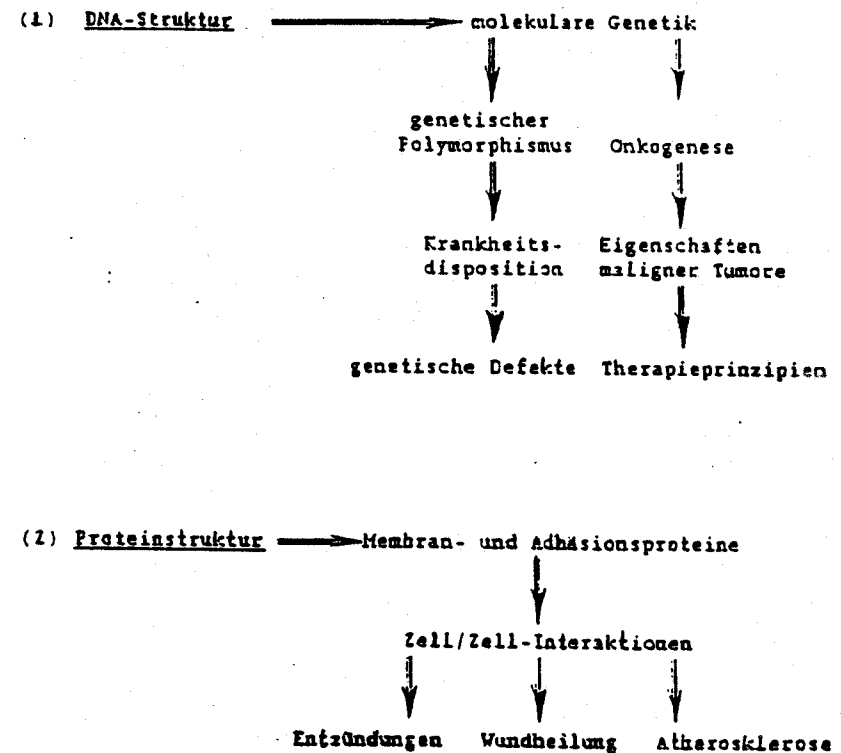 (1) DNA-Struktur molekulare Genetik
genetischer
Polymorphismus Onkogenese
Krankheits- Eigenschaften
disposition maligner Tumore
genetische Defekte Therapieprinzipien
(2) Proteinstruktur Membran- und Adhäsionsproteine
Zell/Zell-Interaktionen
Entzündungen Wundheilung Atherosklerose